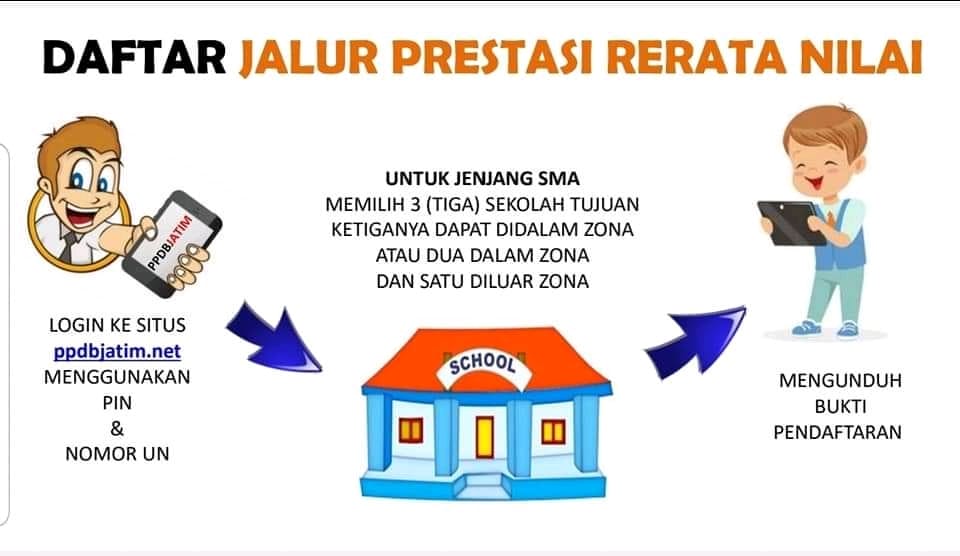 DAFTAR JALUR PRESTASI RERATA NILAI
PPDBJATIM
LOGIN KE SITUS
ppdbjatim.net
MENGGUNAKAN
PIN
&
NOMOR UN
UNTUK JENJANG SMA
MEMILIH 3 (TIGA) SEKOLAH TUJUAN
KETIGANYA DAPAT DIDALAM ZONA
ATAU DUA DALAM ZONA
DAN SATU DILUAR ZONA
SCHOOL
MENGUNDUH
BUKTI
PENDAFTARAN